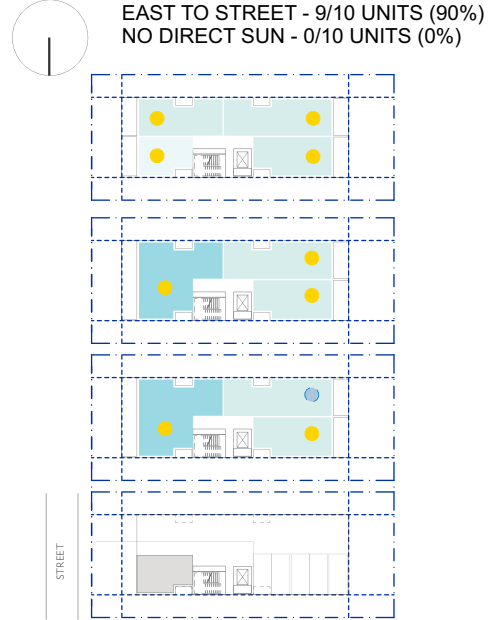 EAST TO STREET - 9/10 UNITS (90%)
NO DIRECT SUN - 0/10 UNITS (0%)
STREET